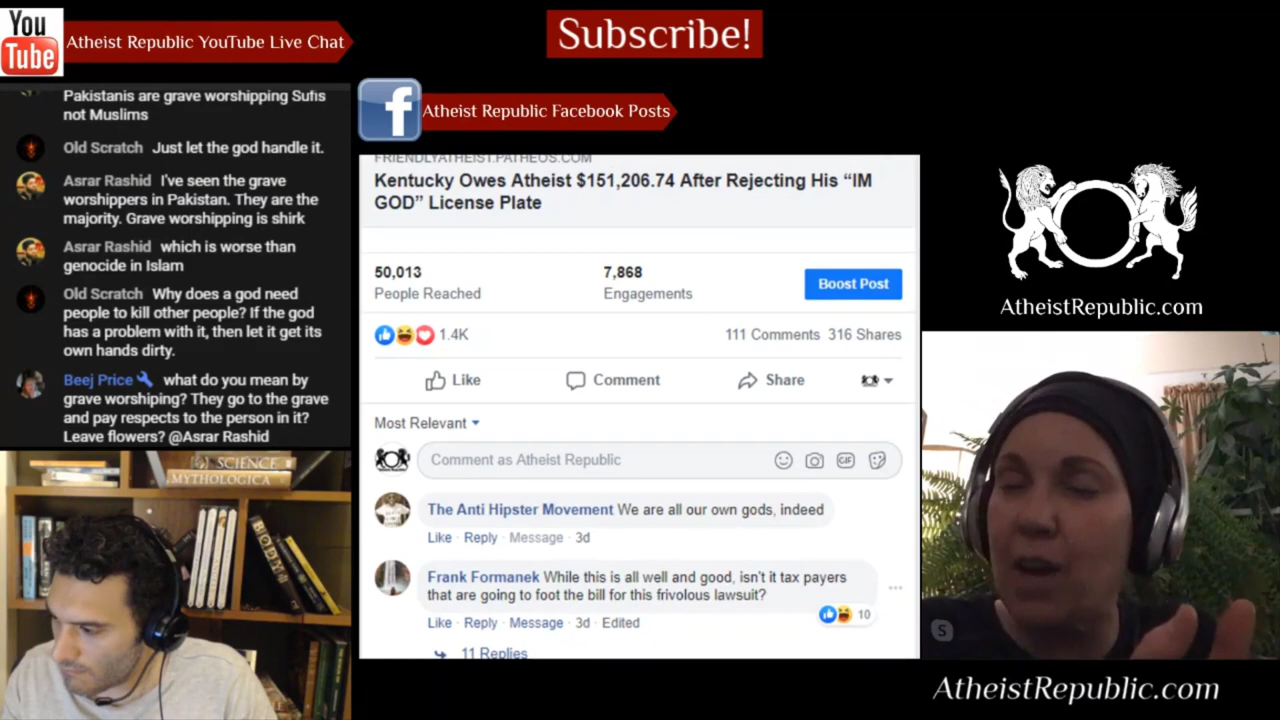 You
Tube
Atheist Republic YouTube Live Chat
Subscribe!
Pakistanis are grave worshipping Sufis
not Muslims
Old Scratch Just let the god handle it.
Asrar Rashid I've seen the grave
worshippers in Pakistan. They are the
majority. Grave worshipping is shirk
Asrar Rashid which is worse than
genocide in Islam
Old Scratch Why does a god need
people to kill other people? If the god
has a problem with it, then let it get its
own hands dirty.
Beej Price what do you mean by
grave worshiping? They go to the grave
and pay respects to the person in it?
Leave flowers? @Asrar Rashid
f
Atheist Republic Facebook Posts
FRIENDLYATHEIST.PATHEOS.COM
Kentucky Owes Atheist $151,206.74 After Rejecting His “IM
GOD” License Plate
50,013
People Reached
7,868
Engagements
Boost Post
1.4K
111 Comments 316 Shares
Like
Comment
Share
Most Relevant
Comment as Atheist Republic
GIF
The Anti Hipster Movement We are all our own gods, indeed
Like · Reply · Message · 3d
Frank Formanek While this is all well and good, isn't it tax payers
that are going to foot the bill for this frivolous lawsuit?
10
Like · Reply · Message · 3d · Edited
11 Replies
AtheistRepublic.com
SCIENCE
MYTHOLOGICA
BODY
S
AtheistRepublic.com